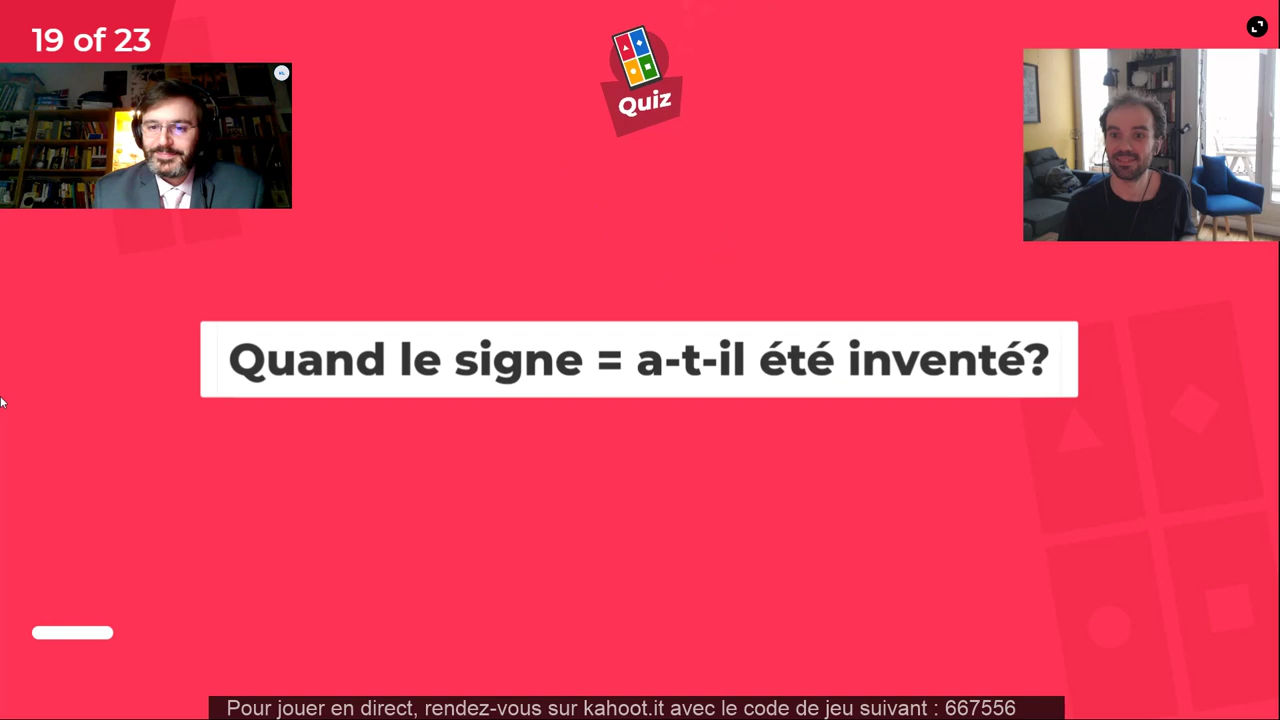 19 of 23
Quiz
Quand le signe = a-t-il été inventé?
Pour jouer en direct, rendez-vous sur kahoot.it avec le code de jeu suivant : 667556